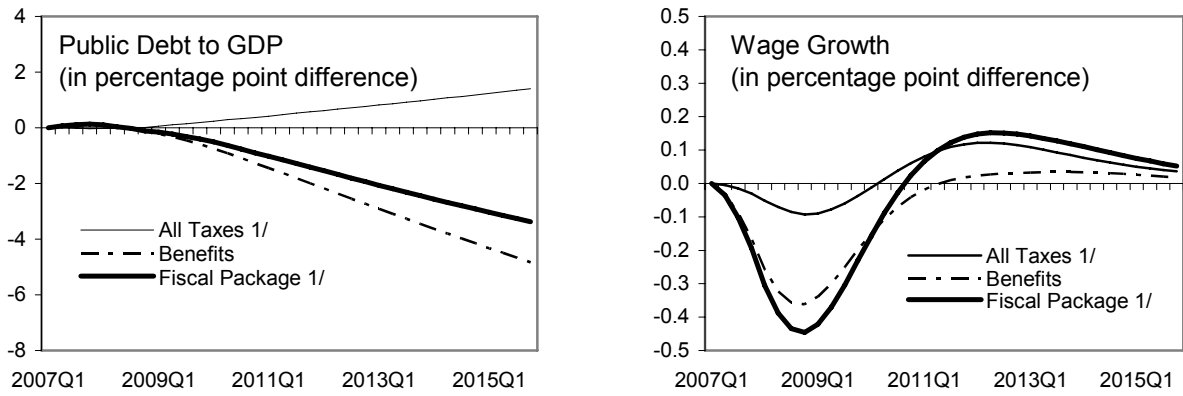 Public Debt to GDP
(in percentage point difference)
4
2
0
-2
-4
-6
-8
All Taxes 1/
Benefits
Fiscal Package 1/
2007Q1 2009Q1 2011Q1 2013Q1 2015Q1
Wage Growth
(in percentage point difference)
0.5
0.4
0.3
0.2
0.1
0.0
-0.1
-0.2
-0.3
-0.4
-0.5
All Taxes 1/
Benefits
Fiscal Package 1/
2007Q1 2009Q1 2011Q1 2013Q1 2015Q1